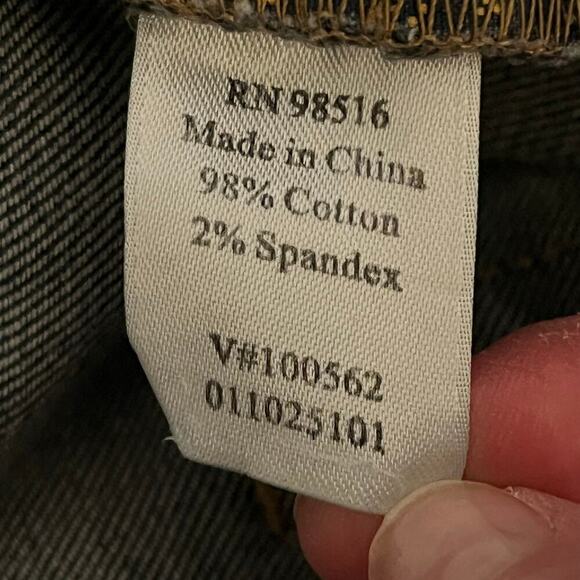 RN 98516
Made in China
98% Cotton
2% Spandex
V#100562
011025101